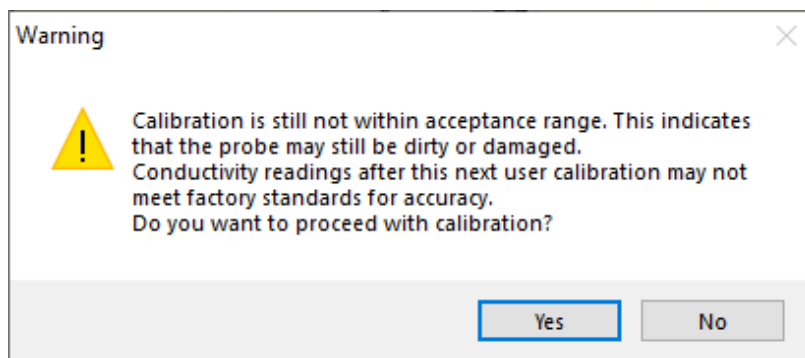 Warning
Calibration is still not within acceptance range. This indicates
that the probe may still be dirty or damaged.
Conductivity readings after this next user calibration may not
meet factory standards for accuracy.
Do you want to proceed with calibration?
Yes No